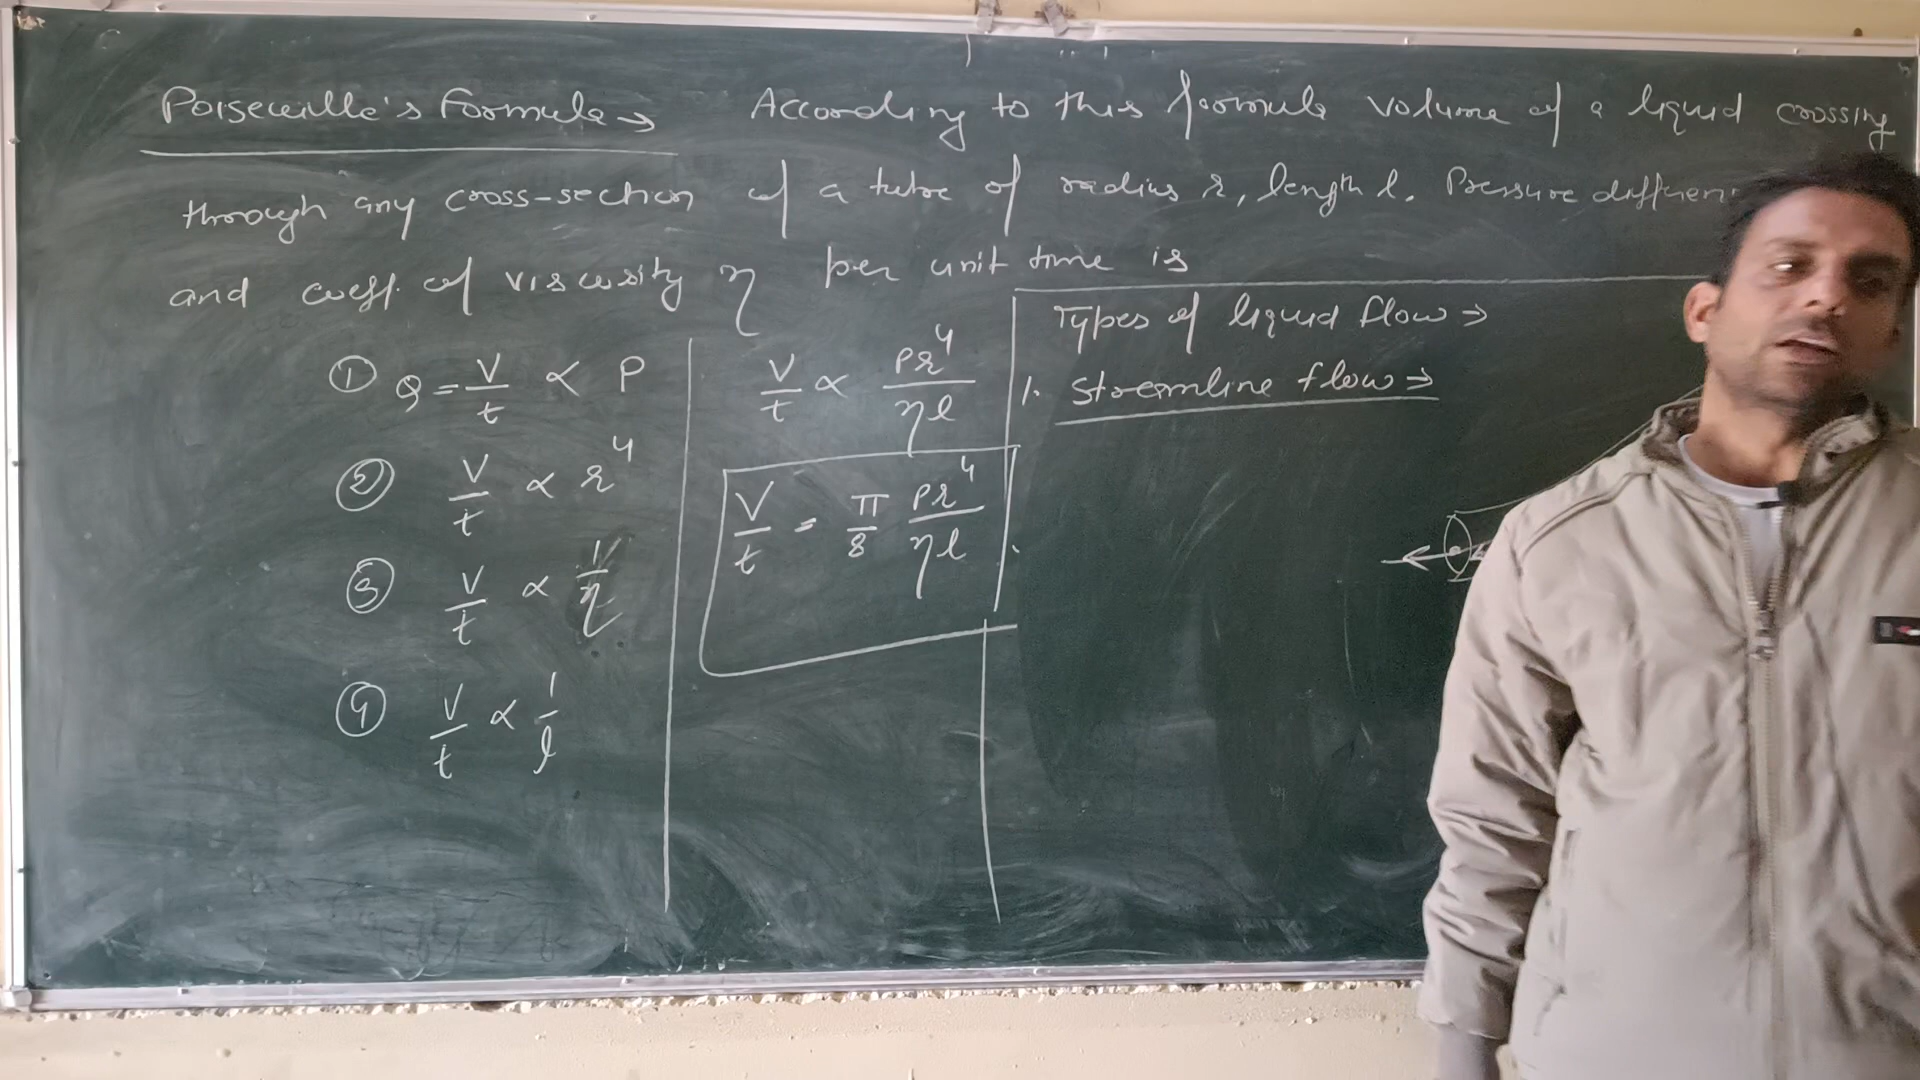 Poiseuille's Formula → According to this formula volume of a liquid crossing
through any cross-section of a tube of radius r, length l. Pressure differen
and coeff. of viscosity η per unit time is
① Q = V/t ∝ P
② V/t ∝ r⁴
③ V/t ∝ 1/η
④ V/t ∝ 1/l
V/t ∝ Pr⁴/ηl
V/t = π/8 Pr⁴/ηl
Types of liquid flow ⇒
1. Streamline flow ⇒